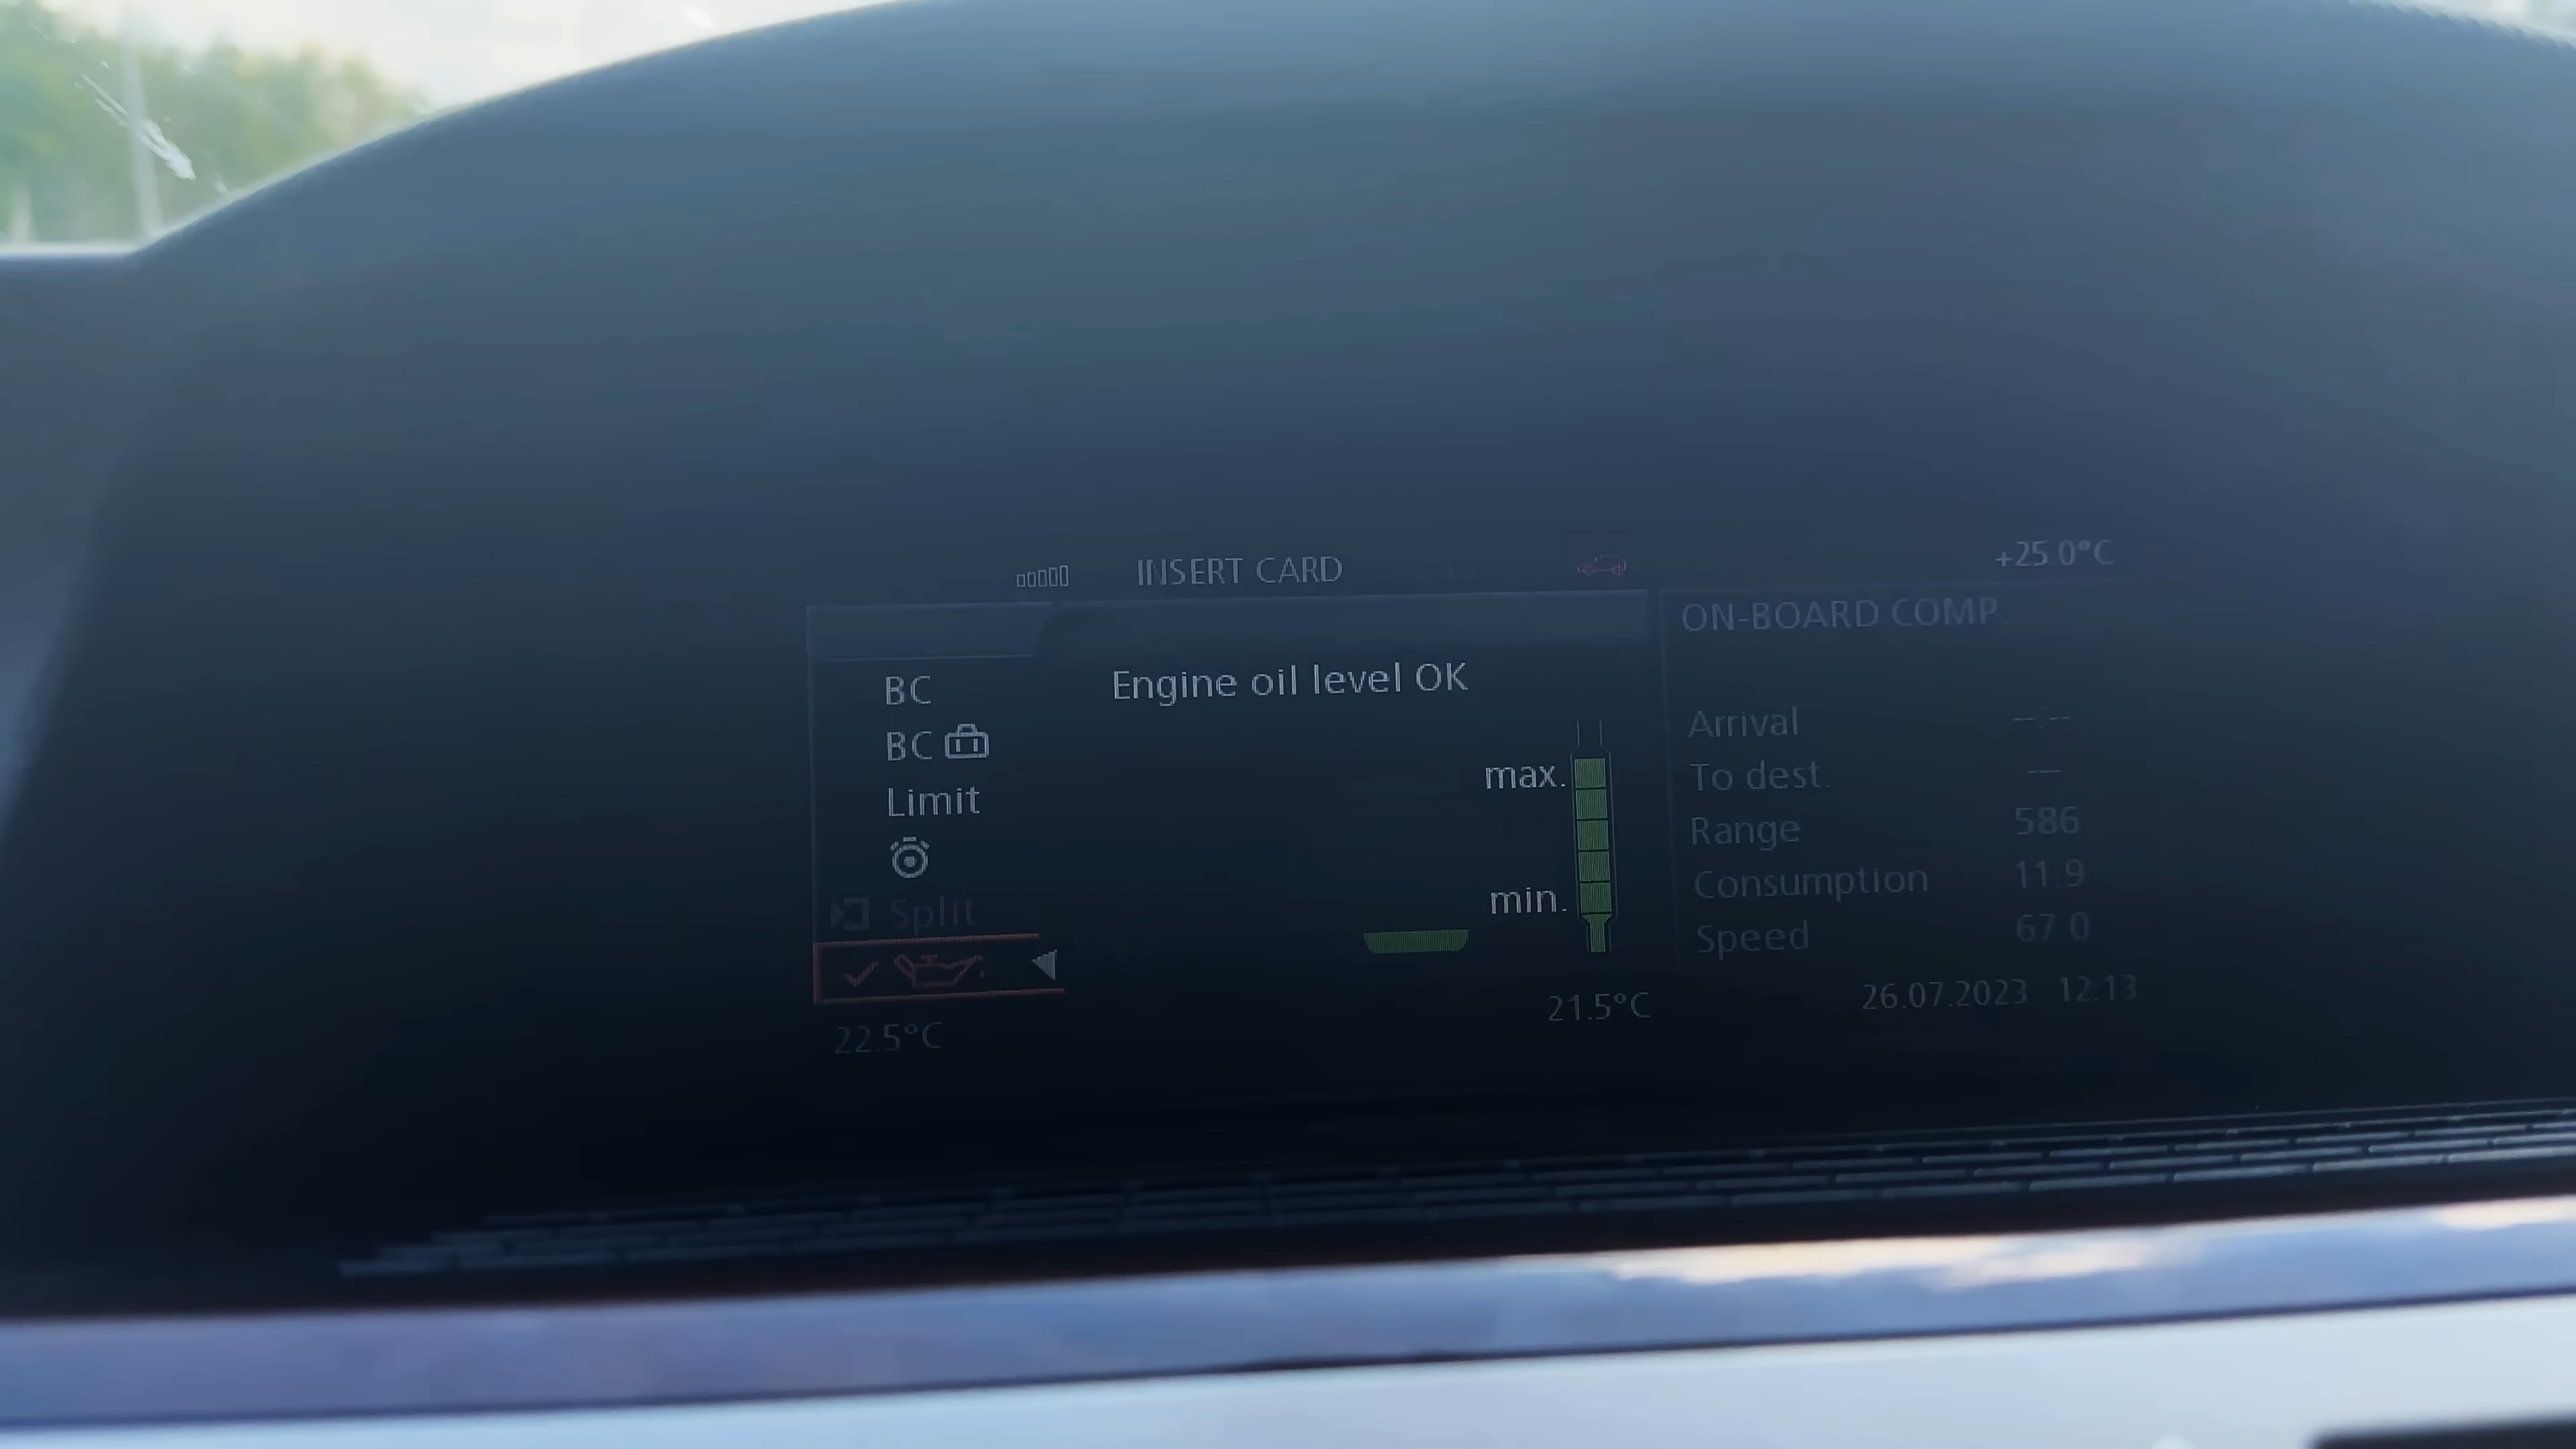 INSERT CARD
+25.0°C
BC
BC
Limit
Split
22.5°C
Engine oil level OK
max.
min.
21.5°C
ON-BOARD COMP.
Arrival --:--
To dest. ---
Range 586
Consumption 11.9
Speed 67.0
26.07.2023 12:13